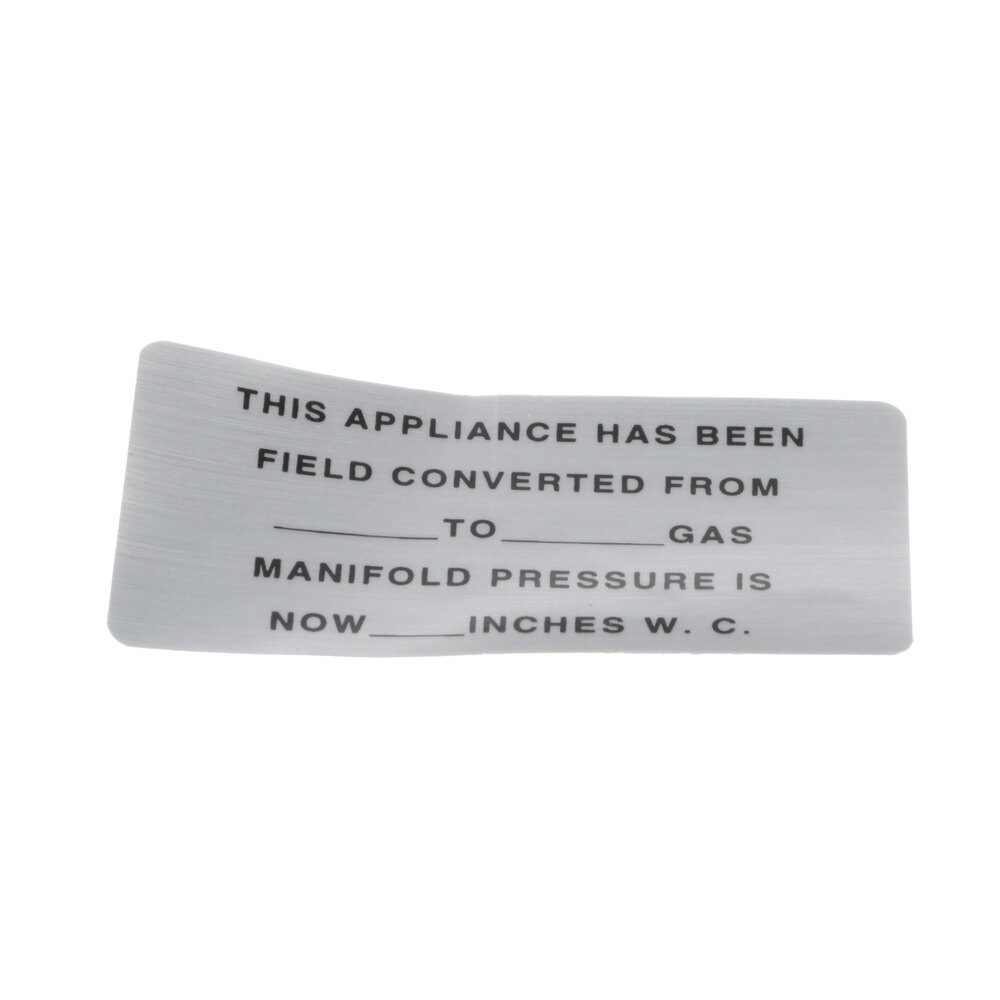 THIS APPLIANCE HAS BEEN
FIELD CONVERTED FROM
________TO________GAS
MANIFOLD PRESSURE IS
NOW_____INCHES W. C.